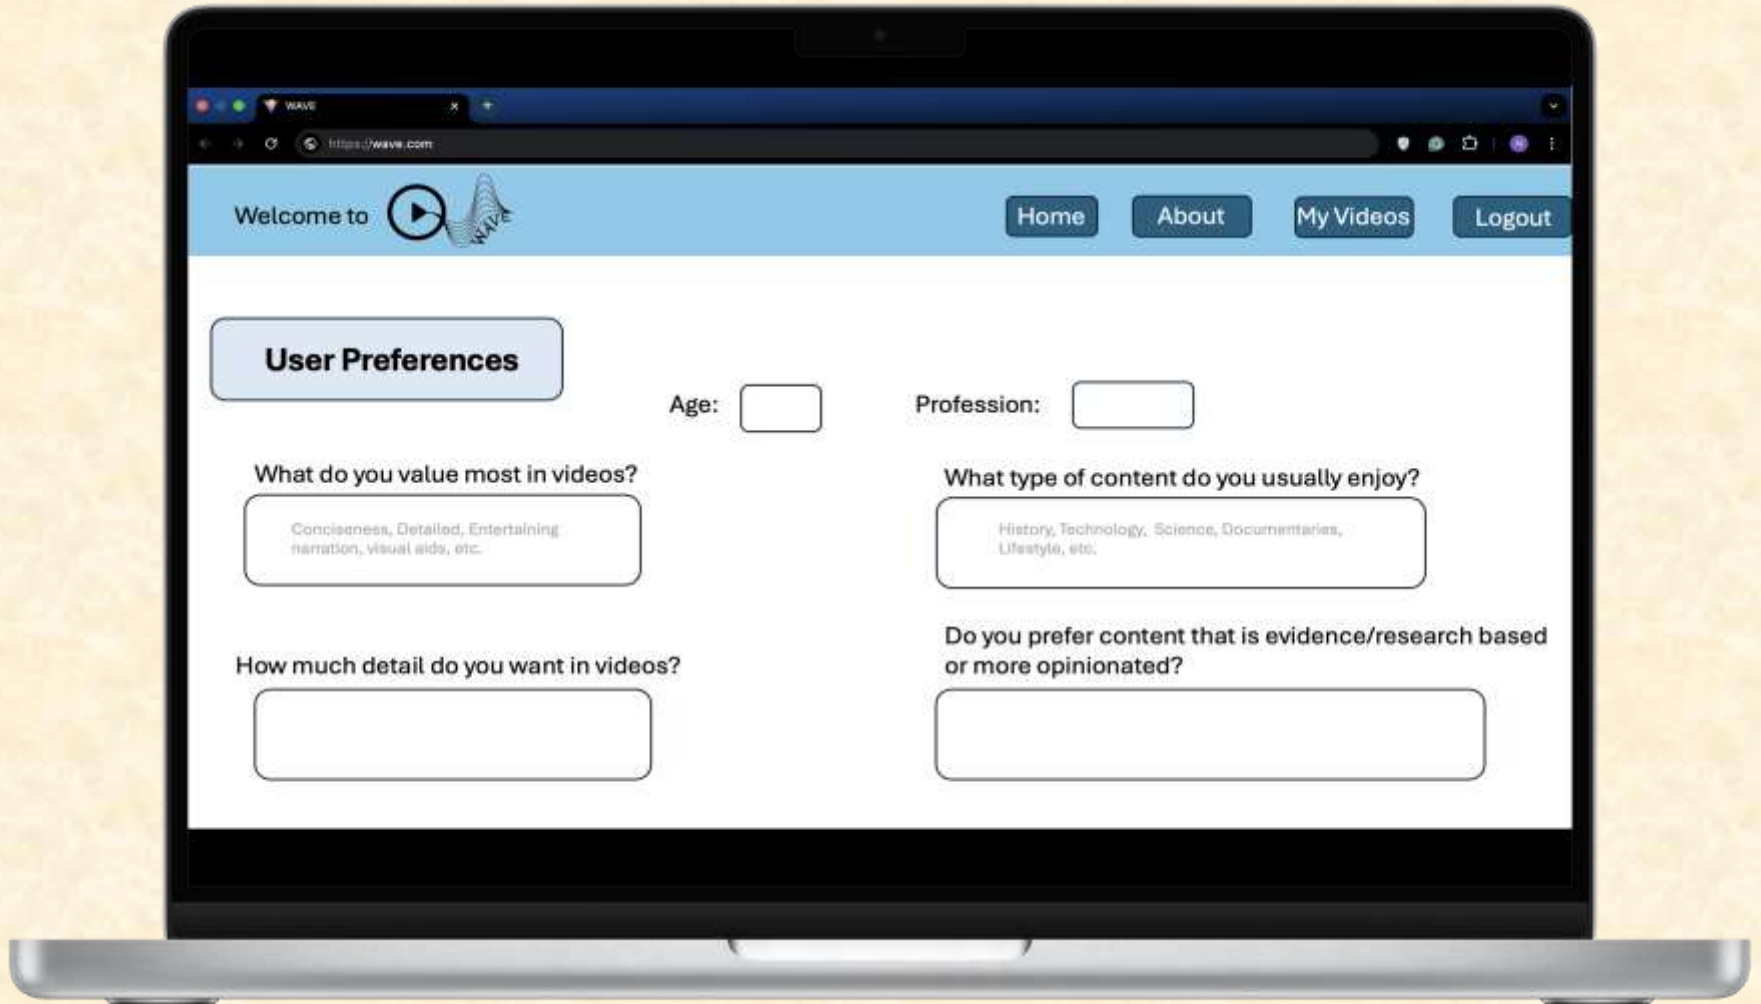 WAVE
https://wave.com
Welcome to WAVE
Home About My Videos Logout
User Preferences
Age: Profession:
What do you value most in videos?
Conciseness, Detailed, Entertaining
narration, visual aids, etc.
What type of content do you usually enjoy?
History, Technology, Science, Documentaries,
Lifestyle, etc.
How much detail do you want in videos?
Do you prefer content that is evidence/research based
or more opinionated?